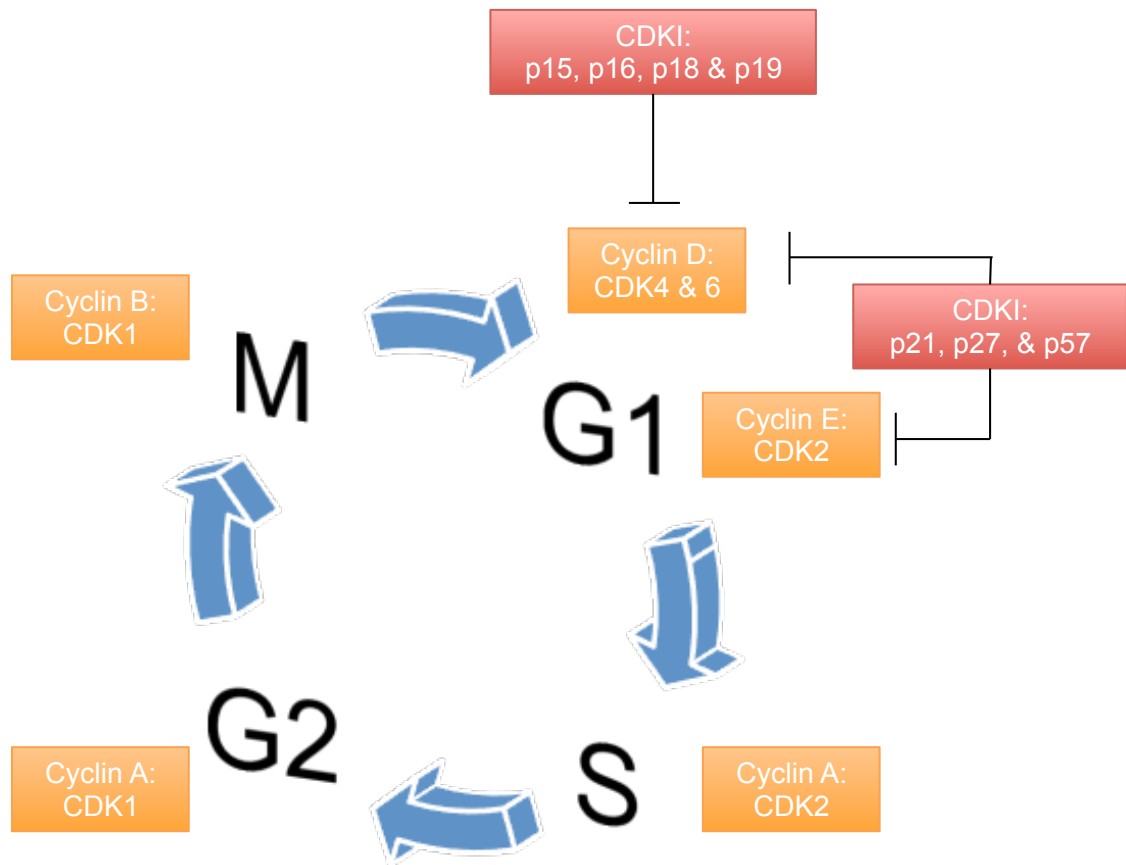 CDKI:
p15, p16, p18 & p19
Cyclin D:
CDK4 & 6
Cyclin B:
CDK1
CDKI:
p21, p27, & p57
M
G1
Cyclin E:
CDK2
G2
S
Cyclin A:
CDK1
Cyclin A:
CDK2